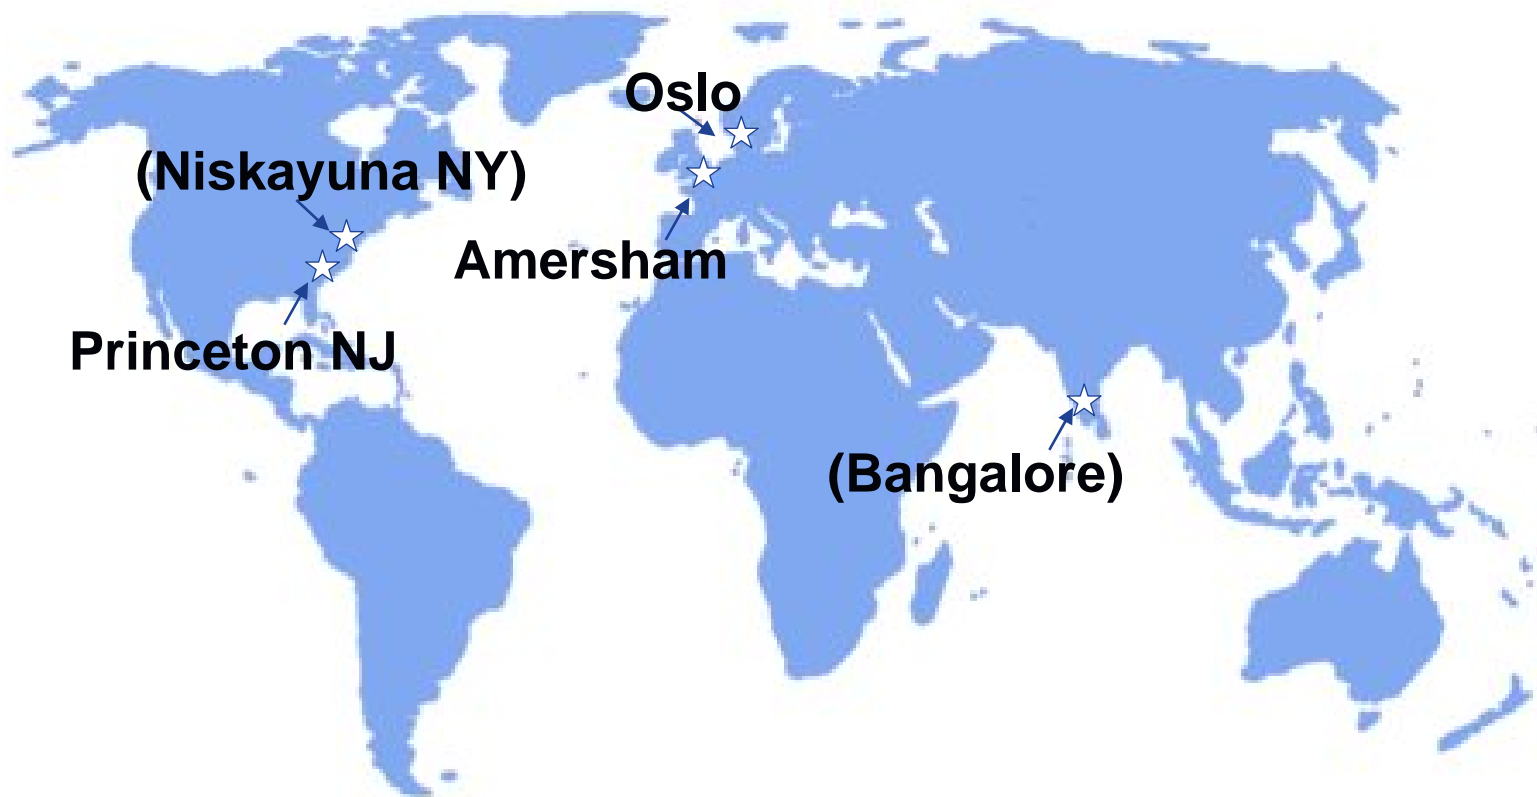 Oslo
(Niskayuna NY)
Amersham
Princeton NJ
(Bangalore)